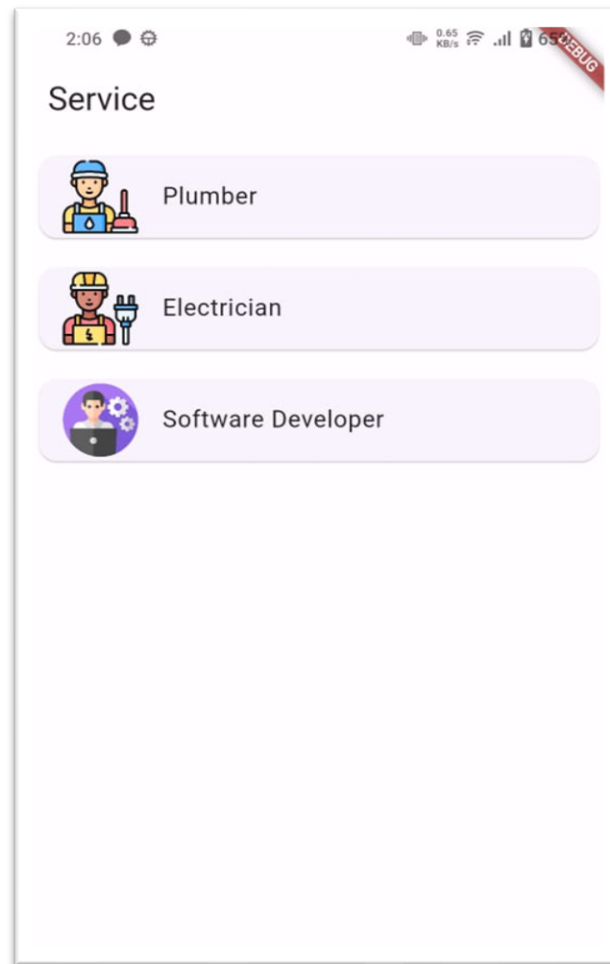 2:06
0.65
KB/s
DEBUG
Service
Plumber
Electrician
Software Developer